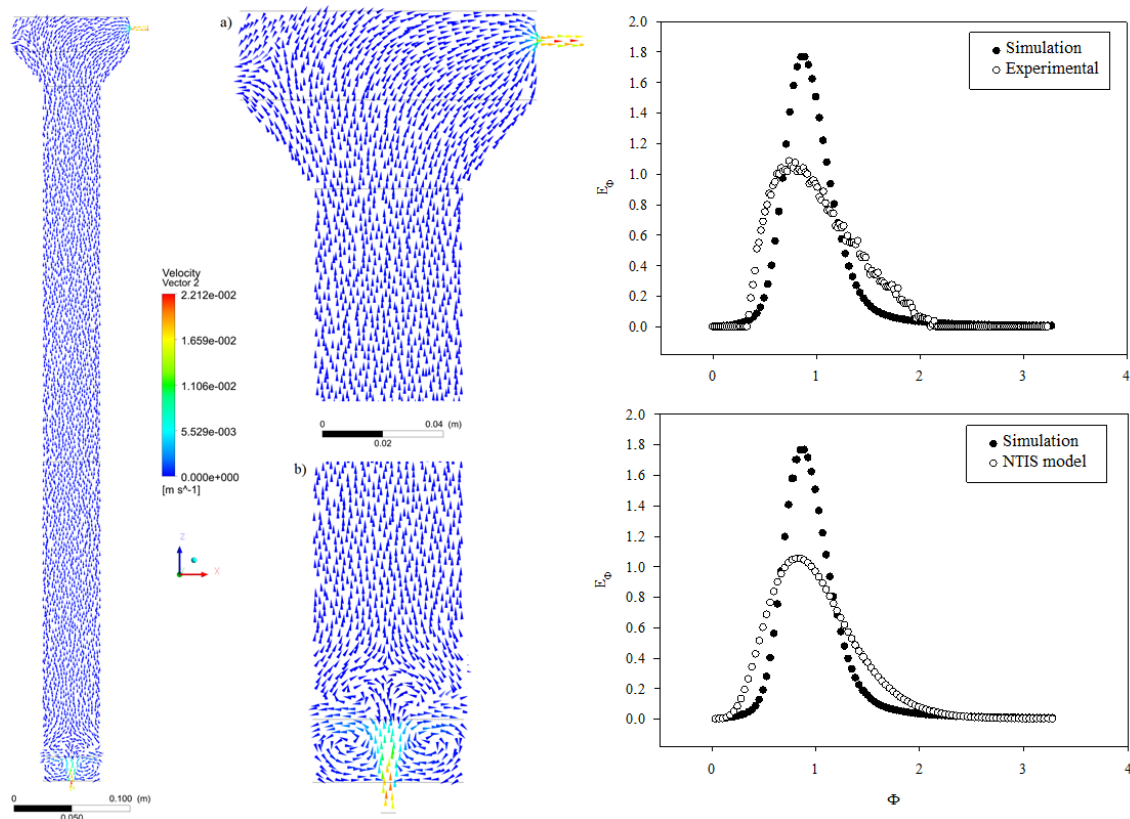 Velocity
Vector 2
2.212e-002
1.659e-002
1.106e-002
5.529e-003
0.000e+000
[m s^-1]
Z
X
0
0.100 (m)
0.050
a)
0
0.04 (m)
0.02
b)
2.0
1.8
1.6
1.4
1.2
1.0
0.8
0.6
0.4
0.2
0.0
EΦ
Simulation
Experimental
0 1 2 3 4
2.0
1.8
1.6
1.4
1.2
1.0
0.8
0.6
0.4
0.2
0.0
EΦ
Simulation
NTIS model
0 1 2 3 4
Φ